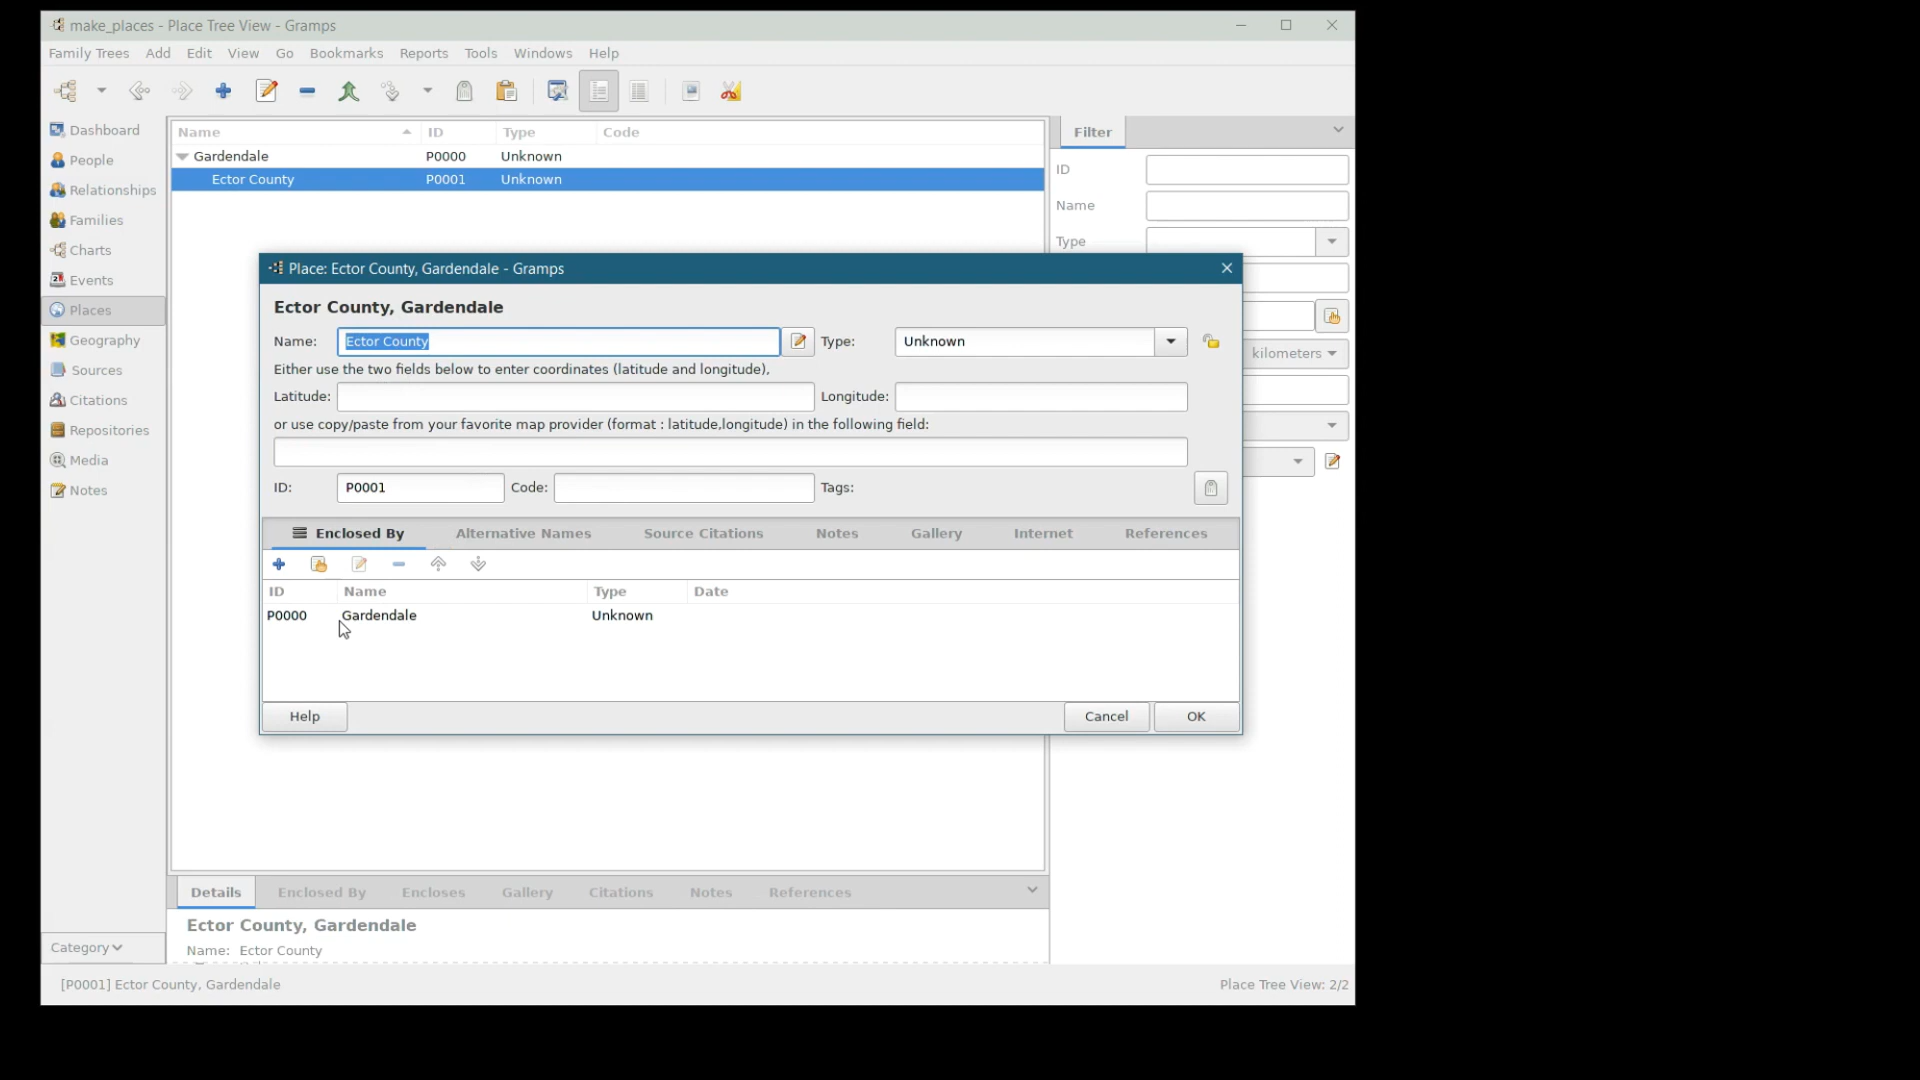 make_places - Place Tree View - Gramps
Family Trees Add Edit View Go Bookmarks Reports Tools Windows Help
Dashboard
People
Relationships
Families
Charts
Events
Places
Geography
Sources
Citations
Repositories
Media
Notes
Category
Name ID Type Code
Gardendale P0000 Unknown
Ector County P0001 Unknown
Filter
ID
Name
Type
kilometers
Place: Ector County, Gardendale - Gramps
Ector County, Gardendale
Name: Ector County Type: Unknown
Either use the two fields below to enter coordinates (latitude and longitude),
Latitude: Longitude:
or use copy/paste from your favorite map provider (format : latitude,longitude) in the following field:
ID: P0001 Code: Tags:
Enclosed By Alternative Names Source Citations Notes Gallery Internet References
ID Name Type Date
P0000 Gardendale Unknown
Help Cancel OK
Details Enclosed By Encloses Gallery Citations Notes References
Ector County, Gardendale
Name: Ector County
[P0001] Ector County, Gardendale
Place Tree View: 2/2